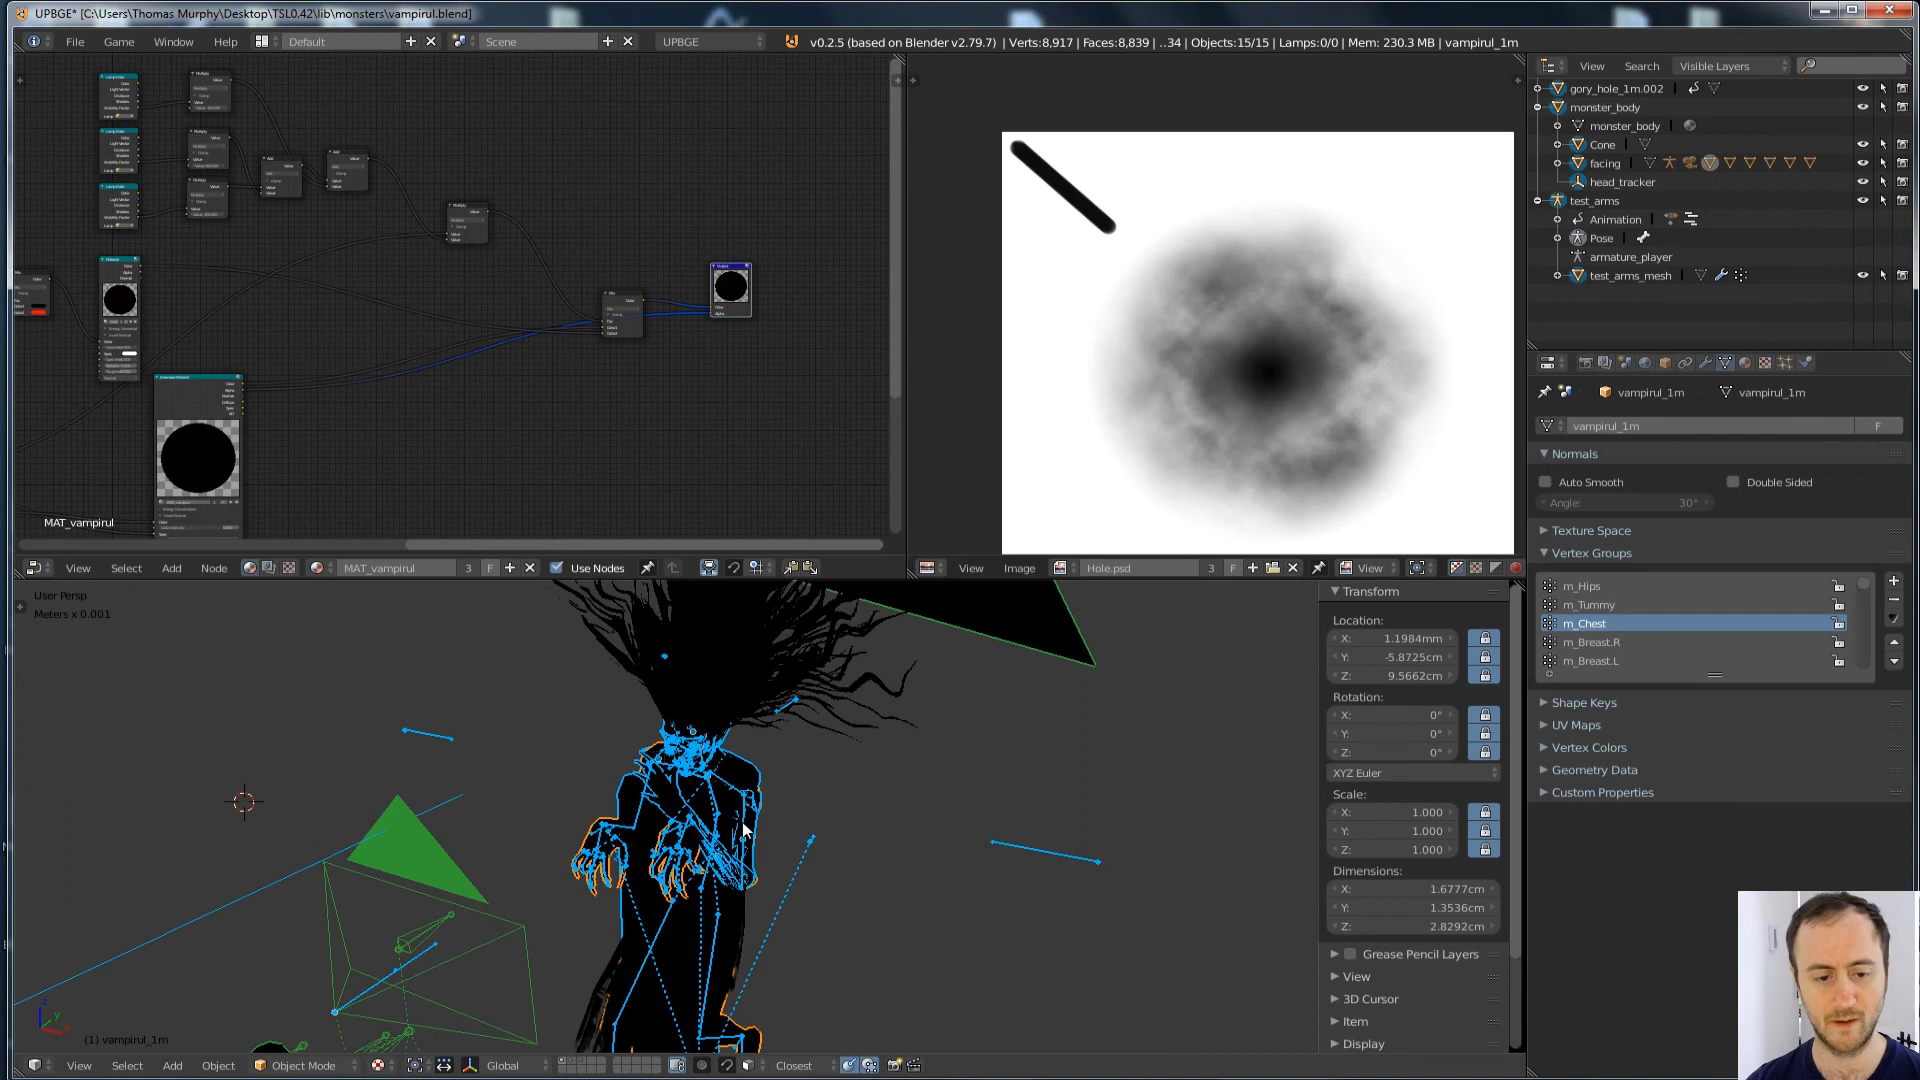 UPBGE* [C:\Users\Thomas Murphy\Desktop\TSL0.42\lib\monsters\vampirul.blend]
File Game Window Help Default Scene UPBGE v0.2.5 (based on Blender v2.79.7) | Verts:8,917 | Faces:8,839 | ..34 | Objects:15/15 | Lamps:0/0 | Mem: 230.3 MB | vampirul_1m
View Search Visible Layers
gory_hole_1m.002
monster_body
monster_body
Cone
facing
head_tracker
test_arms
Animation
Pose
armature_player
test_arms_mesh
vampirul_1m vampirul_1m
vampirul_1m F
Normals
Auto Smooth Double Sided
Angle: 30°
Texture Space
Vertex Groups
m_Hips
m_Tummy
m_Chest
m_Breast.R
m_Breast.L
Shape Keys
UV Maps
Vertex Colors
Geometry Data
Custom Properties
MAT_vampirul
View Select Add Node MAT_vampirul 3 F Use Nodes
View Image Hole.psd 3 F View
User Persp
Meters x 0.001
(1) vampirul_1m
Transform
Location:
X: 1.1984mm
Y: -5.8725cm
Z: 9.5662cm
Rotation:
X: 0°
Y: 0°
Z: 0°
XYZ Euler
Scale:
X: 1.000
Y: 1.000
Z: 1.000
Dimensions:
X: 1.6777cm
Y: 1.3536cm
Z: 2.8292cm
Grease Pencil Layers
View
3D Cursor
Item
Display
View Select Add Object Object Mode Global Closest